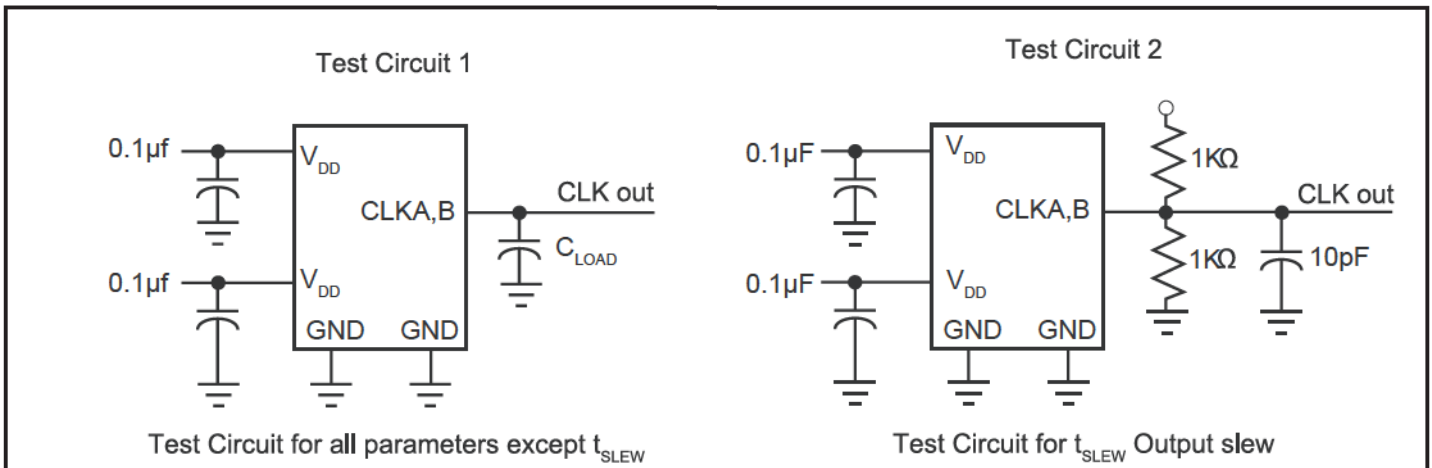 Test Circuit 1
0.1µf
V_DD
CLKA,B
CLK out
C_LOAD
0.1µf
V_DD
GND GND
Test Circuit for all parameters except t_SLEW
Test Circuit 2
0.1µF
V_DD
1KΩ
CLKA,B
CLK out
1KΩ
10pF
0.1µF
V_DD
GND GND
Test Circuit for t_SLEW Output slew